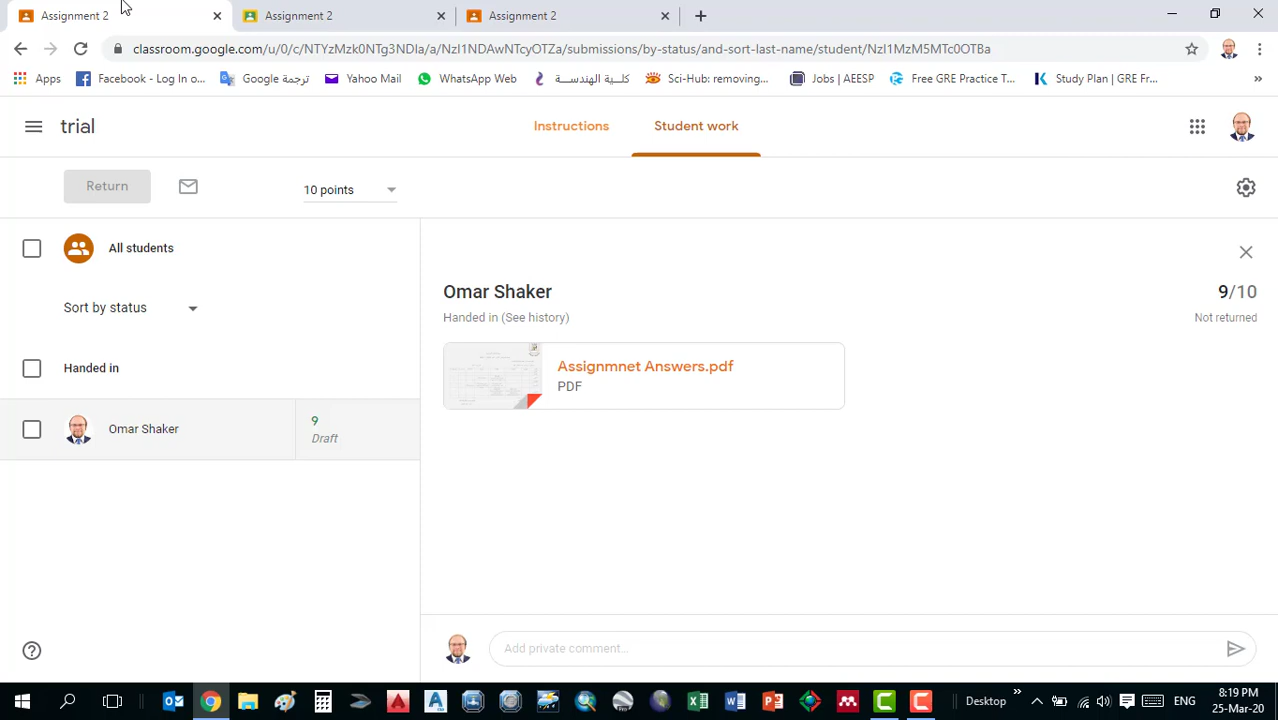 Assignment 2
Assignment 2
Assignment 2
classroom.google.com/u/0/c/NTYzMzk0NTg3NDIa/a/NzI1NDAwNTcyOTZa/submissions/by-status/and-sort-last-name/student/NzI1MzM5MTc0OTBa
Apps
Facebook - Log In o...
ترجمة Google
Yahoo Mail
WhatsApp Web
كلــية الهندســـة
Sci-Hub: removing...
Jobs | AEESP
Free GRE Practice T...
Study Plan | GRE Fr...
»
trial
Instructions
Student work
Return
10 points
All students
Sort by status
Handed in
Omar Shaker
9
Draft
Omar Shaker
9/10
Handed in (See history)
Not returned
Assignmnet Answers.pdf
PDF
Add private comment...
Desktop
»
ENG
8:19 PM
25-Mar-20